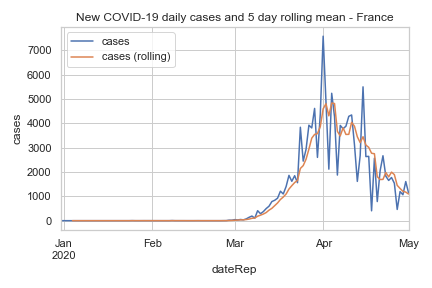 New COVID-19 daily cases and 5 day rolling mean - France
cases
cases (rolling)
7000
6000
5000
4000
3000
2000
1000
0
cases
Jan
2020
Feb
Mar
Apr
May
dateRep